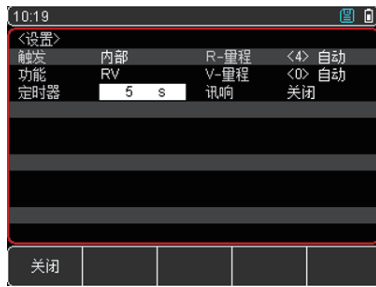 10:19
<设置>
触发 内部 R-量程 <4> 自动
功能 RV V-量程 <0> 自动
定时器 5 s 讯响 关闭
关闭